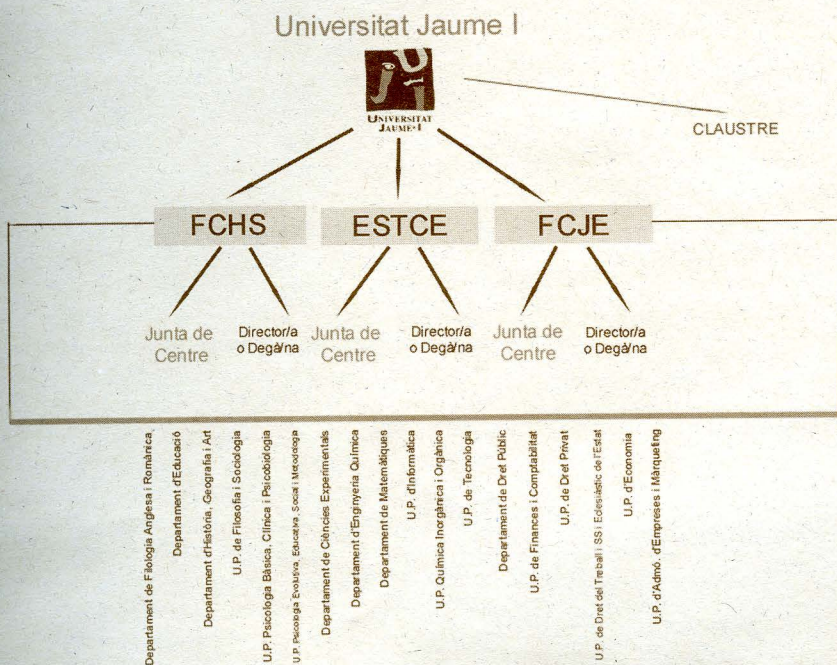 Universitat Jaume I
UNIVERSITAT
JAUME·I
CLAUSTRE
FCHS
ESTCE
FCJE
Junta de
Centre
Director/a
o Degà/na
Junta de
Centre
Director/a
o Degà/na
Junta de
Centre
Director/a
o Degà/na
Departament de Filologia Anglesa i Romànica
Departament d'Educació
Departament d'Història, Geografia i Art
U.P. de Filosofia i Sociologia
U.P. Psicologia Bàsica, Clínica i Psicobiologia
U.P. Psicologia Evolutiva, Educativa, Social i Metodologia
Departament de Ciències Experimentals
Departament d'Enginyeria Química
Departament de Matemàtiques
U.P. d'Informàtica
U.P. Química Inorgànica i Orgànica
U.P. de Tecnologia
Departament de Dret Públic
U.P. de Finances i Comptabilitat
U.P. de Dret Privat
U.P. de Dret del Treball i SS i Eclesiàstic de l'Estat
U.P. d'Economia
U.P. d'Admó. d'Empreses i Màrqueting